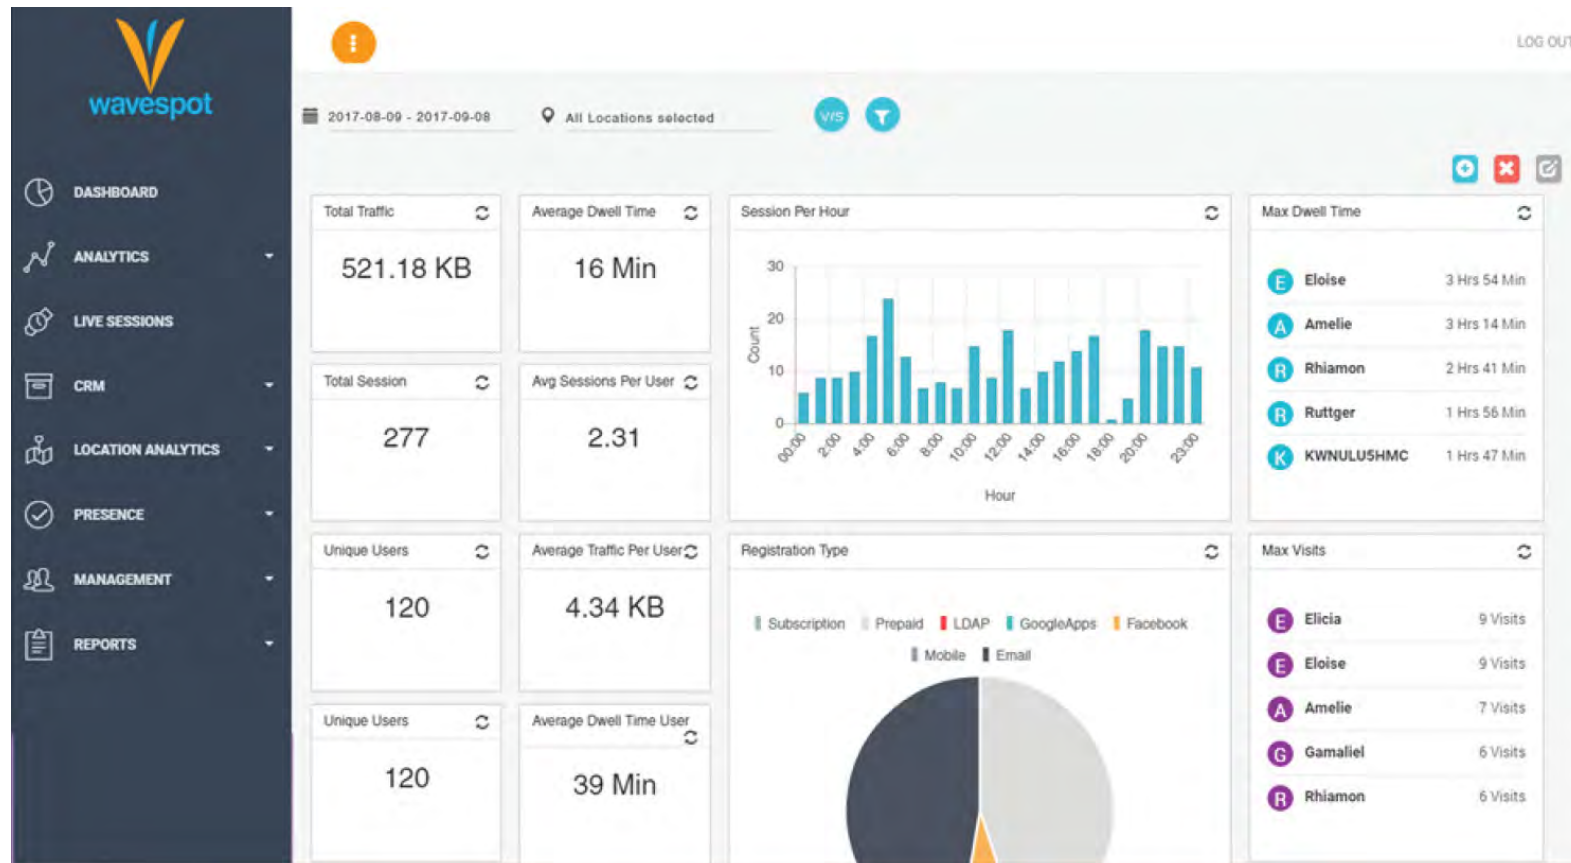 wavespot
LOG OUT
2017-08-09 - 2017-09-08
All Locations selected
V/S
DASHBOARD
ANALYTICS
LIVE SESSIONS
CRM
LOCATION ANALYTICS
PRESENCE
MANAGEMENT
REPORTS
Total Traffic
521.18 KB
Average Dwell Time
16 Min
Total Session
277
Avg Sessions Per User
2.31
Unique Users
120
Average Traffic Per User
4.34 KB
Unique Users
120
Average Dwell Time User
39 Min
Session Per Hour
30
20
10
0
Count
00:00 2:00 4:00 6:00 8:00 10:00 12:00 14:00 16:00 18:00 20:00 23:00
Hour
Registration Type
Subscription Prepaid LDAP GoogleApps Facebook
Mobile Email
Max Dwell Time
E Eloise 3 Hrs 54 Min
A Amelie 3 Hrs 14 Min
R Rhiamon 2 Hrs 41 Min
R Ruttger 1 Hrs 56 Min
K KWNULU5HMC 1 Hrs 47 Min
Max Visits
E Elicia 9 Visits
E Eloise 9 Visits
A Amelie 7 Visits
G Gamaliel 6 Visits
R Rhiamon 6 Visits